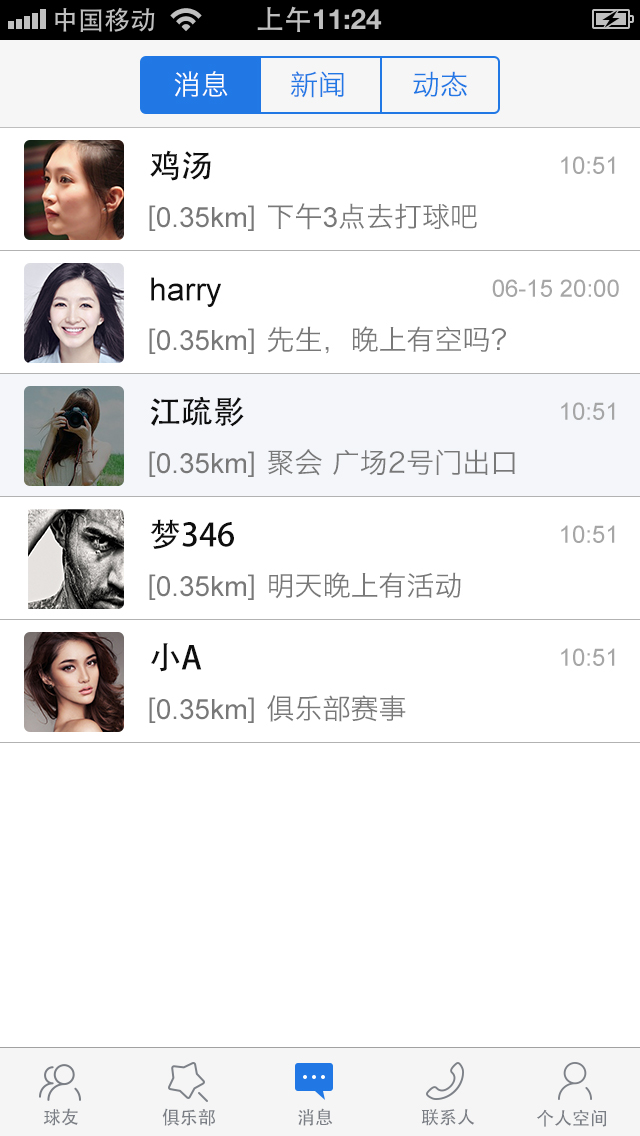 中国移动 上午11:24
消息 新闻 动态
鸡汤 10:51
[0.35km] 下午3点去打球吧
harry 06-15 20:00
[0.35km] 先生，晚上有空吗？
江疏影 10:51
[0.35km] 聚会 广场2号门出口
梦346 10:51
[0.35km] 明天晚上有活动
小A 10:51
[0.35km] 俱乐部赛事
球友 俱乐部 消息 联系人 个人空间